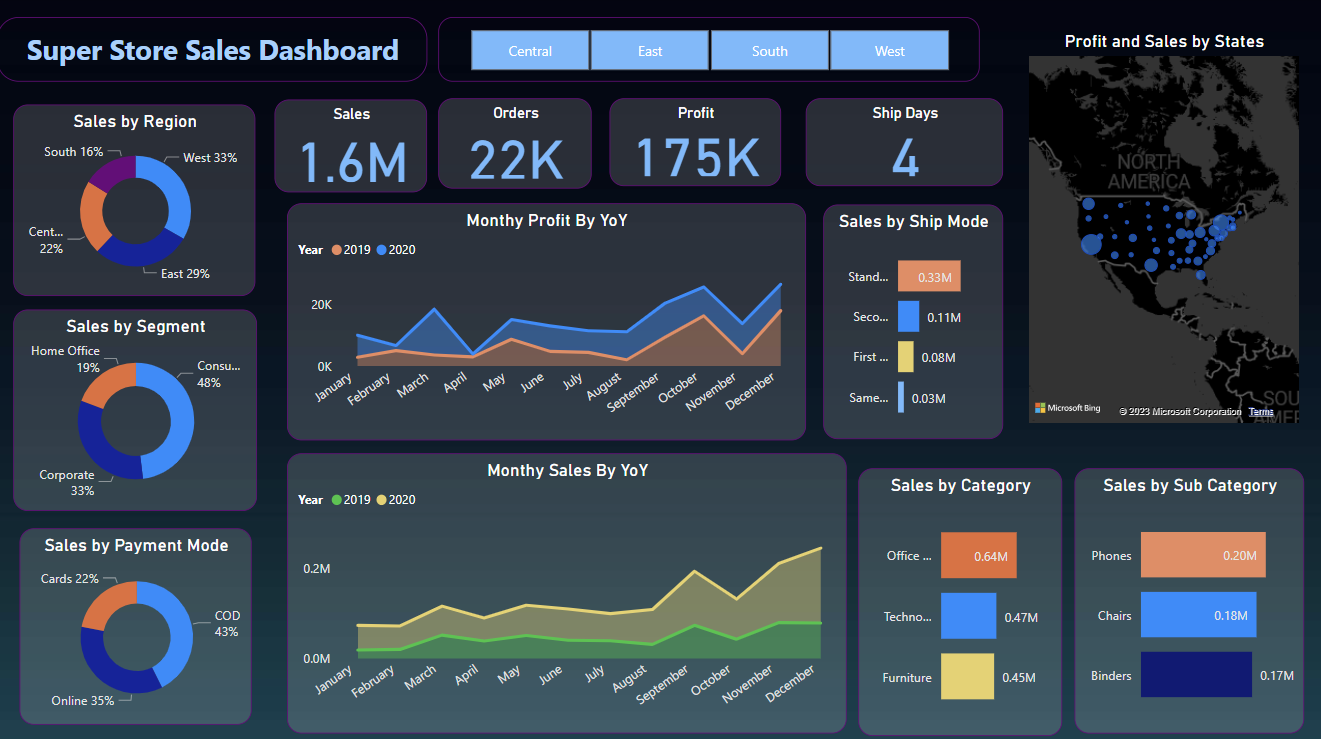 Super Store Sales Dashboard
Central
East
South
West
Profit and Sales by States
Sales by Region
South 16%
West 33%
Cent...
22%
East 29%
Sales
1.6M
Orders
22K
Profit
175K
Ship Days
4
NORTH
AMERICA
SOU
AMER
Microsoft Bing
© 2023 Microsoft Corporation
Terms
Monthy Profit By YoY
Year
2019
2020
20K
0K
January
February
March
April
May
June
July
August
September
October
November
December
Sales by Ship Mode
Stand...
0.33M
Seco...
0.11M
First ...
0.08M
Same...
0.03M
Sales by Segment
Home Office
19%
Consu...
48%
Corporate
33%
Monthy Sales By YoY
Year
2019
2020
0.2M
0.0M
January
February
March
April
May
June
July
August
September
October
November
December
Sales by Category
Office ...
0.64M
Techno...
0.47M
Furniture
0.45M
Sales by Sub Category
Phones
0.20M
Chairs
0.18M
Binders
0.17M
Sales by Payment Mode
Cards 22%
COD
43%
Online 35%